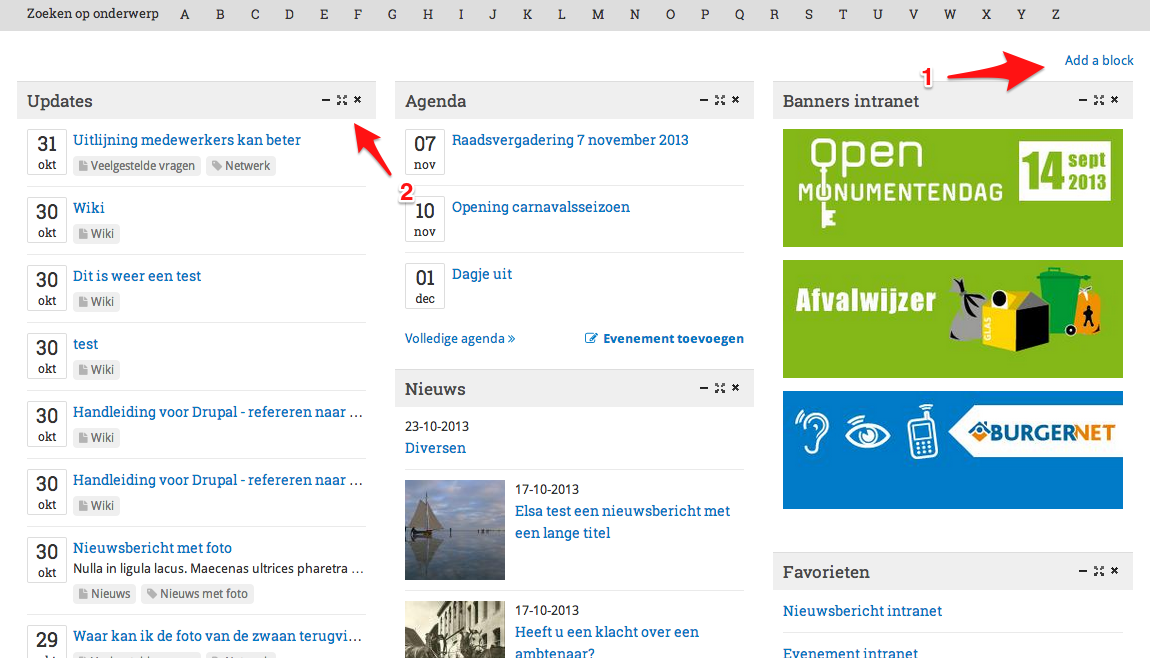 Zoeken op onderwerp A B C D E F G H I J K L M N O P Q R S T U V W X Y Z
1
Add a block
Updates
31 okt
Uitlijning medewerkers kan beter
Veelgestelde vragen Netwerk
30 okt
Wiki
Wiki
30 okt
Dit is weer een test
Wiki
30 okt
test
Wiki
30 okt
Handleiding voor Drupal - refereren naar ...
Wiki
30 okt
Handleiding voor Drupal - refereren naar ...
Wiki
30 okt
Nieuwsbericht met foto
Nulla in ligula lacus. Maecenas ultrices pharetra ...
Nieuws Nieuws met foto
29
Waar kan ik de foto van de zwaan terugvi...
2
Agenda
07 nov
Raadsvergadering 7 november 2013
10 nov
Opening carnavalsseizoen
01 dec
Dagje uit
Volledige agenda »
Evenement toevoegen
Nieuws
23-10-2013
Diversen
17-10-2013
Elsa test een nieuwsbericht met
een lange titel
17-10-2013
Heeft u een klacht over een
ambtenaar?
Banners intranet
Open
MONUMENTENDAG
14 sept
2013
Afvalwijzer
GLAS
BURGERNET
Favorieten
Nieuwsbericht intranet
Evenement intranet